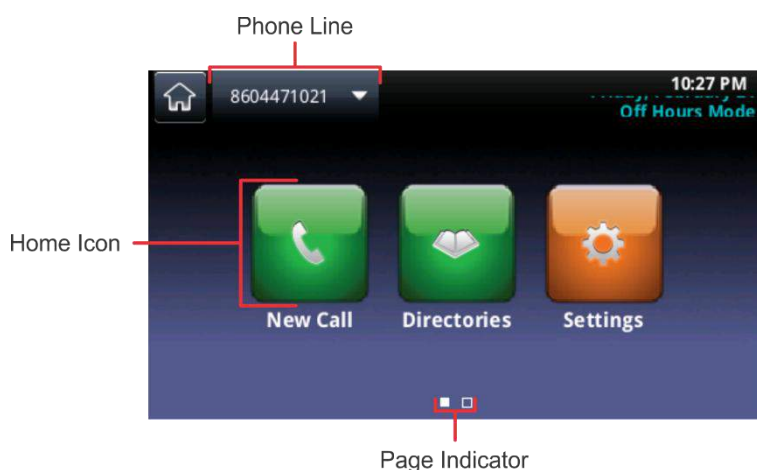 Phone Line
8604471021
10:27 PM
Off Hours Mode
Home Icon
New Call
Directories
Settings
Page Indicator